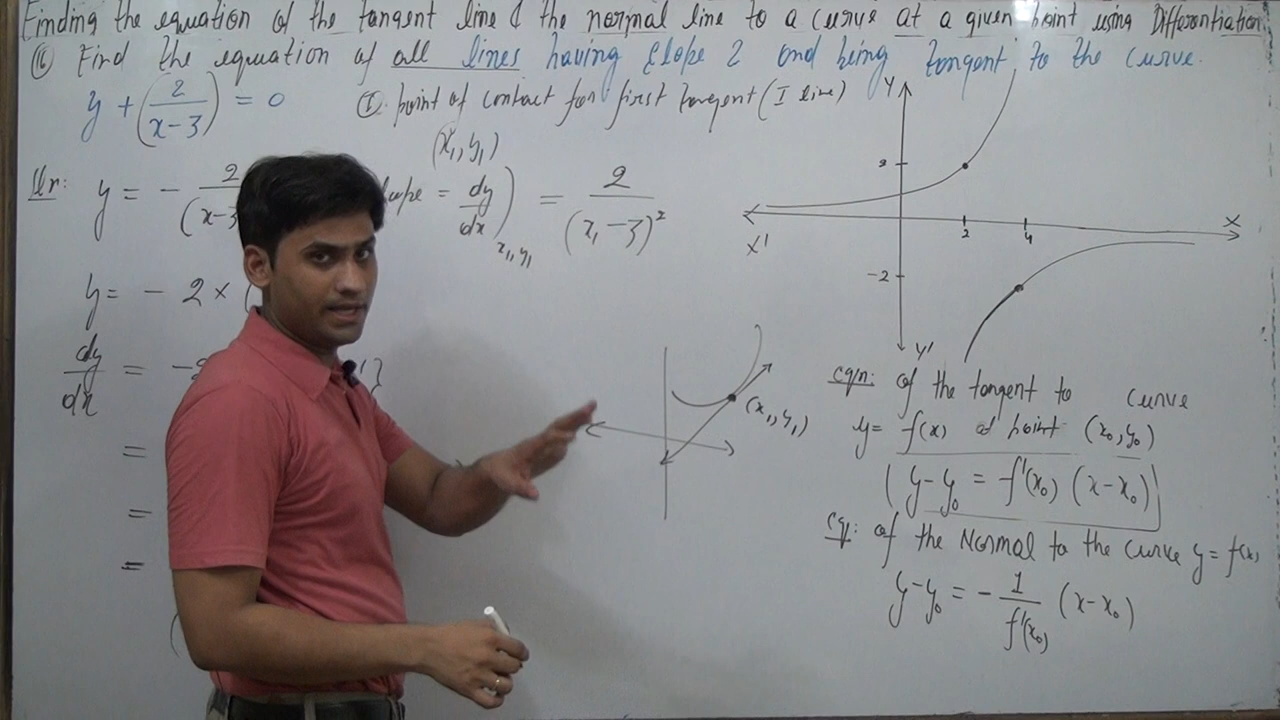 Finding the equation of the tangent line & the normal line to a curve at a given point using Differentiation.
(16) Find the equation of all lines having slope 2 and being tangent to the curve.
y + (2/(x-3)) = 0
(I) point of contact for first tangent (I line)
(x₁, y₁)
y = - 2/(x-3
= dy/dx)x₁,y₁ = 2/(x₁-3)²
y = - 2 × (
dy/dx = -2
=
=
=
Y
2
-2
X'
2
4
X
Y'
(x₁, y₁)
eqn: of the tangent to curve
y = f(x) at point (x₀, y₀)
y - y₀ = f'(x₀) (x - x₀)
eq: of the Normal to the curve y = f(x)
y - y₀ = - 1/f'(x₀) (x - x₀)